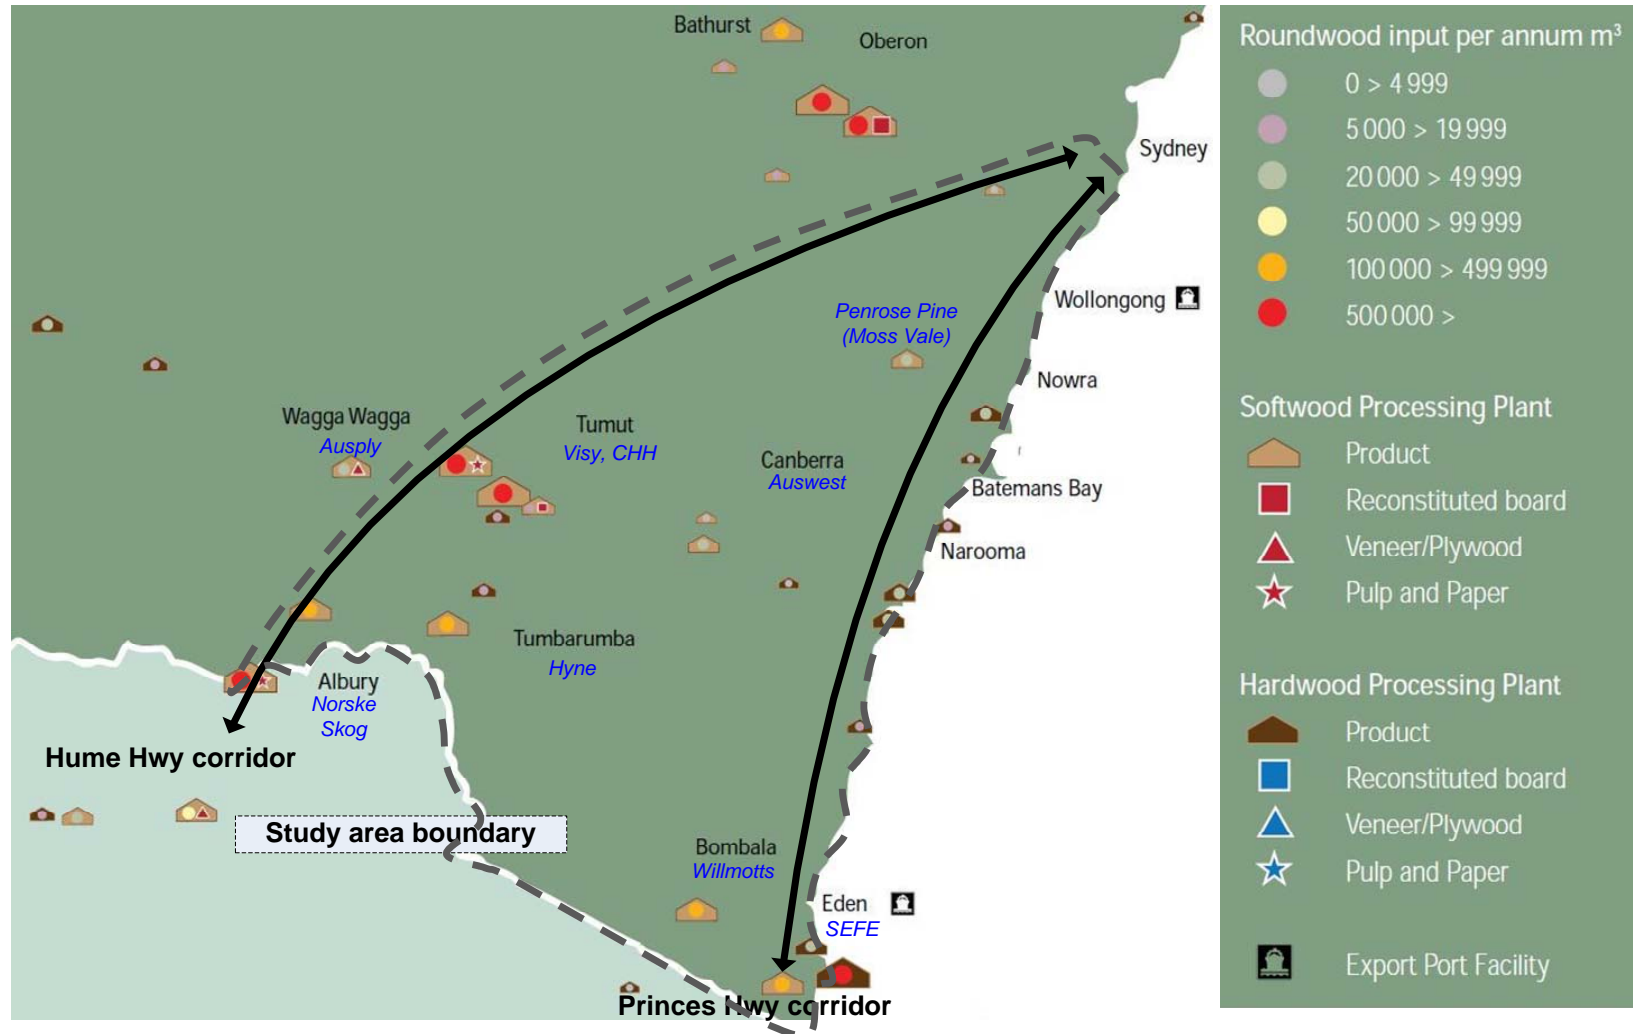 Bathurst
Oberon
Sydney
Wollongong
Penrose Pine
(Moss Vale)
Nowra
Wagga Wagga
Ausply
Tumut
Visy, CHH
Canberra
Auswest
Batemans Bay
Narooma
Tumbarumba
Hyne
Albury
Norske
Skog
Hume Hwy corridor
Study area boundary
Bombala
Willmotts
Eden
SEFE
Princes Hwy corridor
Roundwood input per annum m³
0 > 4 999
5 000 > 19 999
20 000 > 49 999
50 000 > 99 999
100 000 > 499 999
500 000 >
Softwood Processing Plant
Product
Reconstituted board
Veneer/Plywood
Pulp and Paper
Hardwood Processing Plant
Product
Reconstituted board
Veneer/Plywood
Pulp and Paper
Export Port Facility